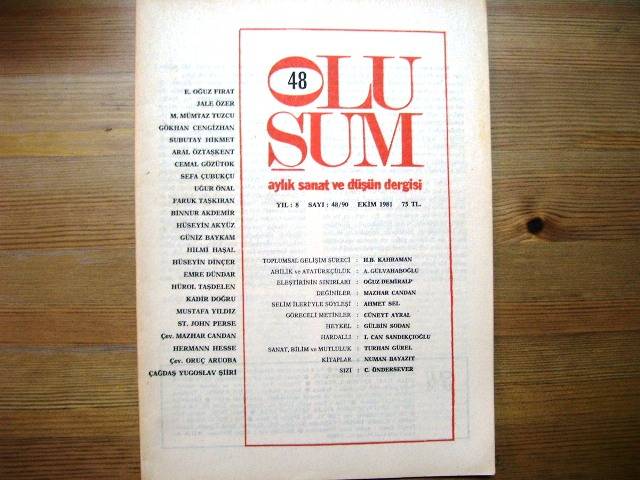 E. OĞUZ FIRAT
JALE ÖZER
M. MÜMTAZ TUZCU
GÖKHAN CENGİZHAN
SUBUTAY HİKMET
ARAL ÖZTAŞKENT
CEMAL GÖZÜTOK
SEFA ÇUBUKÇU
UĞUR ÖNAL
FARUK TAŞKIRAN
BİNNUR AKDEMİR
HÜSEYİN AKYÜZ
GÜNİZ BAYKAM
HİLMİ HAŞAL
HÜSEYİN DİNÇER
EMRE DÜNDAR
HÜROL TAŞDELEN
KADİR DOĞRU
MUSTAFA YILDIZ
ST. JOHN PERSE
Çev. MAZHAR CANDAN
HERMANN HESSE
Çev. ORUÇ ARUOBA
ÇAĞDAŞ YUGOSLAV ŞİİRİ
48
OLU
ŞUM
aylık sanat ve düşün dergisi
YIL : 8 SAYI : 48/90 EKİM 1981 75 TL.
TOPLUMSAL GELİŞİM SÜRECİ : H.B. KAHRAMAN
AHİLİK ve ATATÜRKÇÜLÜK : A. GÜLVAHABOĞLU
ELEŞTİRİNİN SINIRLARI : OĞUZ DEMİRALP
DEĞİNİLER : MAZHAR CANDAN
SELİM İLERİ'YLE SÖYLEŞİ : AHMET SEL
GÖRECELİ METİNLER : CÜNEYT AYRAL
HEYKEL : GÜLBİN SODAN
HARDALLI : I. CAN SANDIKÇIOĞLU
SANAT, BİLİM ve MUTLULUK : TURHAN GÜREL
KİTAPLAR : NUMAN BAYAZIT
SIZI : C. ÖNDERSEVER